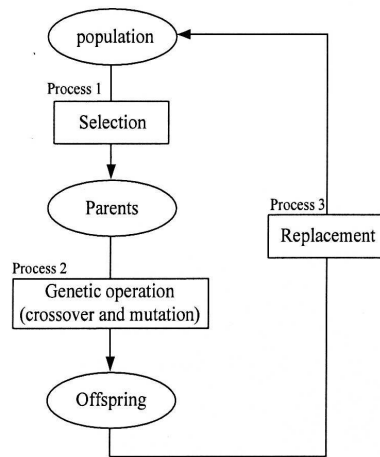 population
Process 1
Selection
Parents
Process 3
Replacement
Process 2
Genetic operation
(crossover and mutation)
Offspring